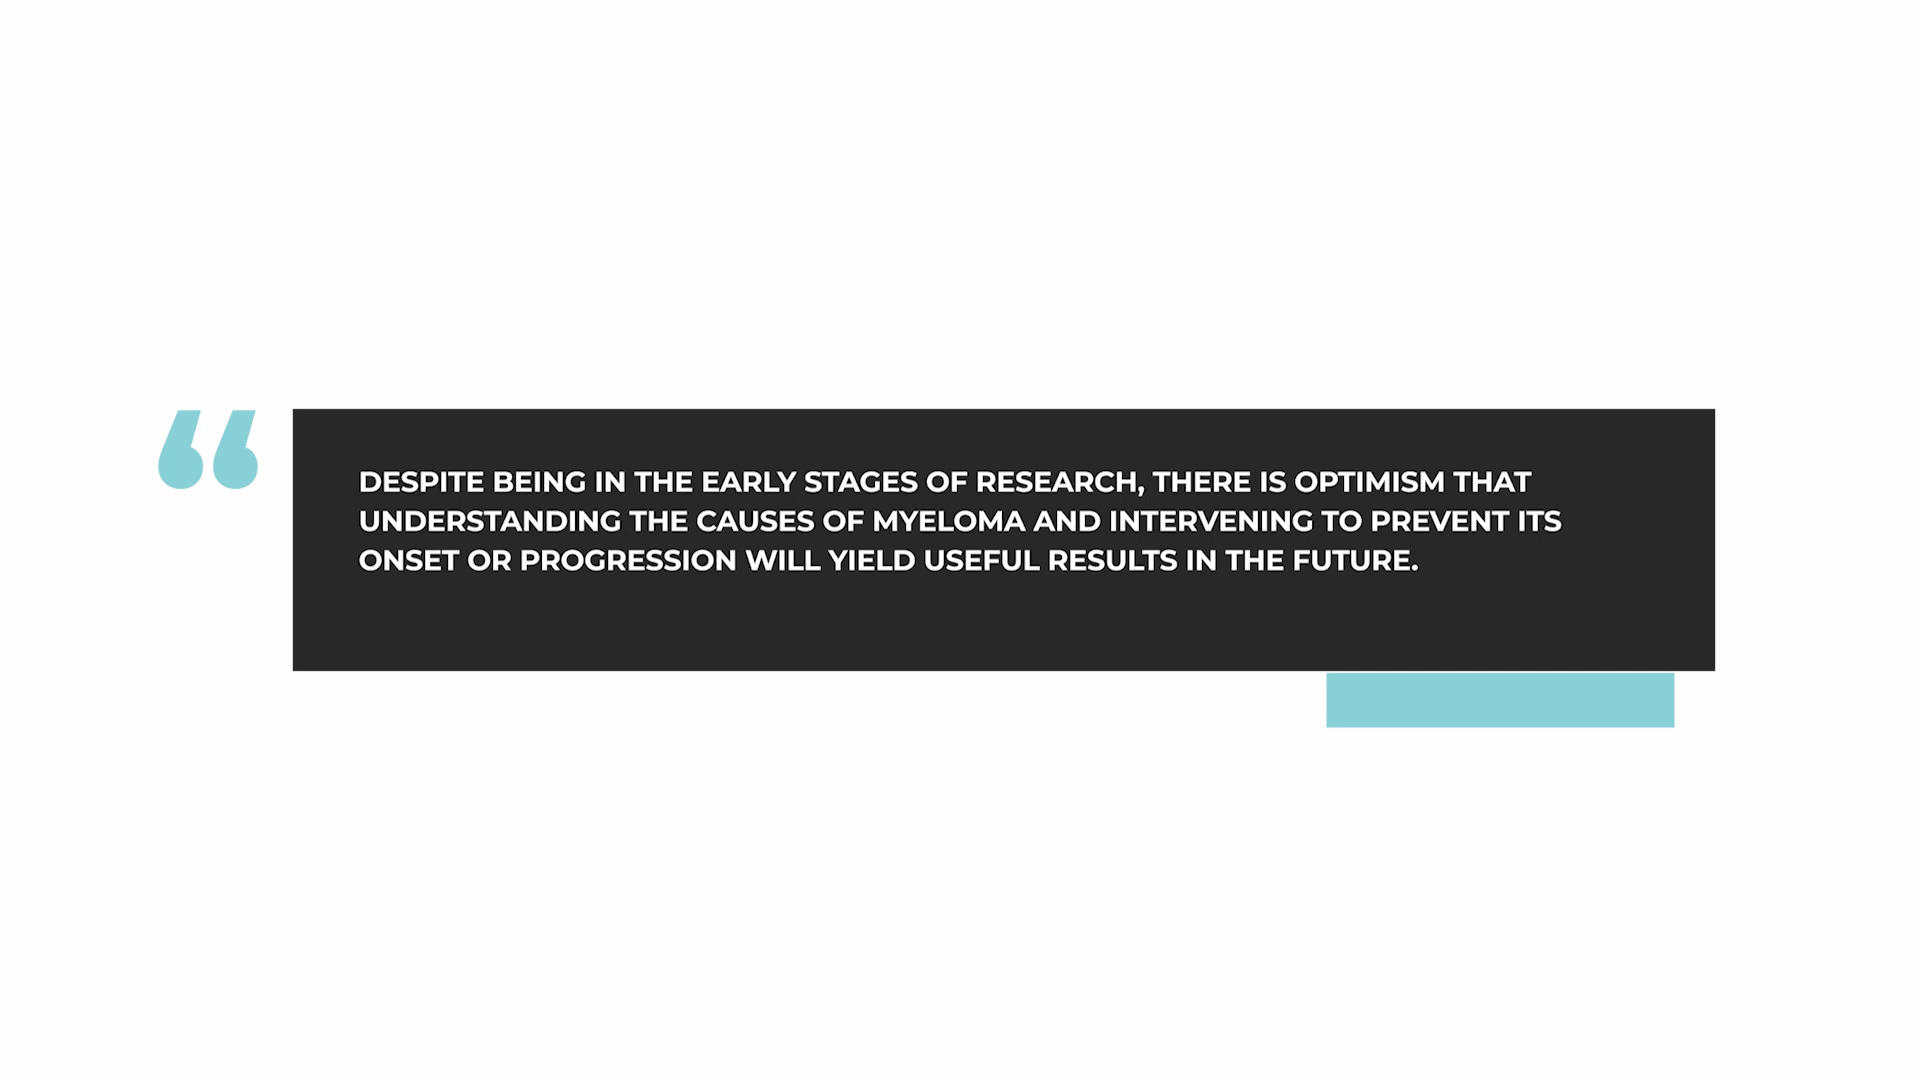 “
DESPITE BEING IN THE EARLY STAGES OF RESEARCH, THERE IS OPTIMISM THAT
UNDERSTANDING THE CAUSES OF MYELOMA AND INTERVENING TO PREVENT ITS
ONSET OR PROGRESSION WILL YIELD USEFUL RESULTS IN THE FUTURE.